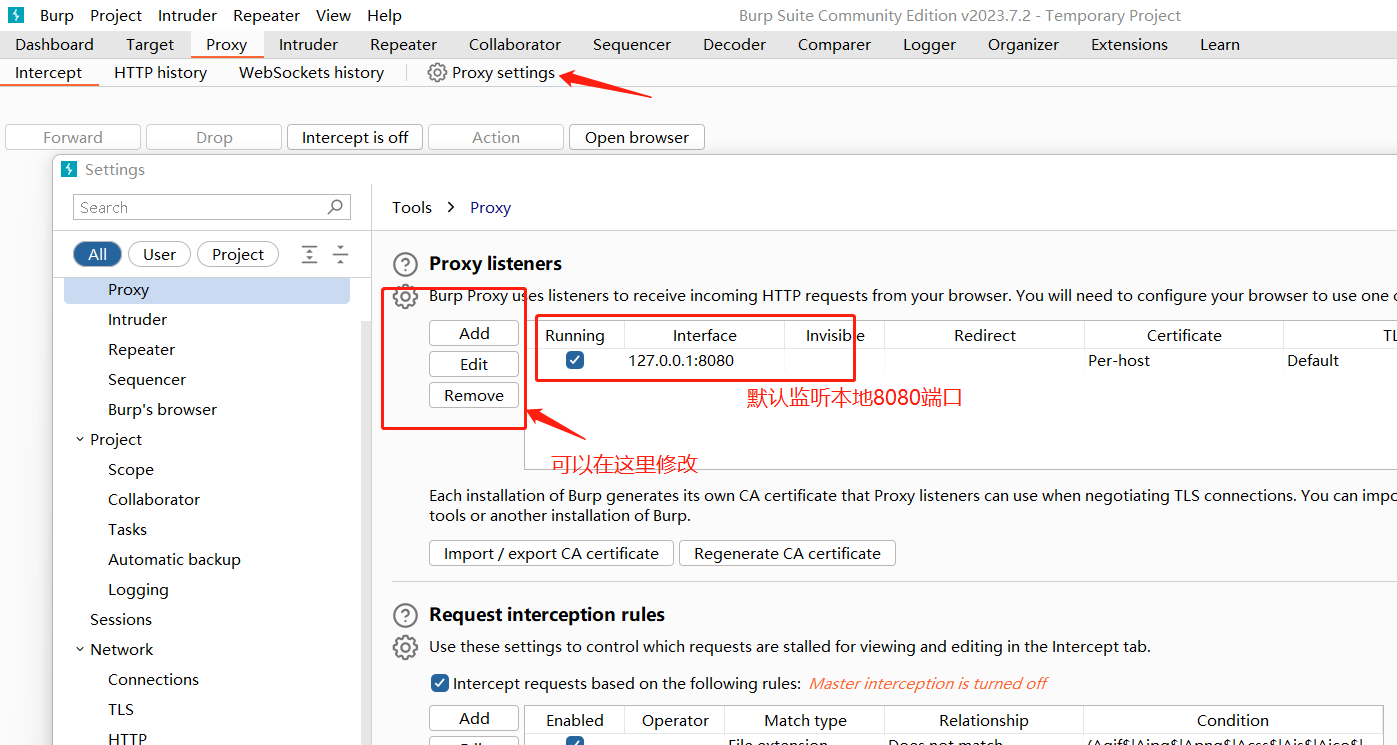 Burp Project Intruder Repeater View Help Burp Suite Community Edition v2023.7.2 - Temporary Project
Dashboard Target Proxy Intruder Repeater Collaborator Sequencer Decoder Comparer Logger Organizer Extensions Learn
Intercept HTTP history WebSockets history Proxy settings
Forward Drop Intercept is off Action Open browser
Settings
Search
Tools > Proxy
All User Project
Proxy listeners
Proxy
Burp Proxy uses listeners to receive incoming HTTP requests from your browser. You will need to configure your browser to use one
Intruder
Add
Running Interface Invisible Redirect Certificate TL
Repeater
Edit
127.0.0.1:8080 Per-host Default
Sequencer
Remove
默认监听本地8080端口
Burp's browser
Project
可以在这里修改
Scope
Collaborator
Each installation of Burp generates its own CA certificate that Proxy listeners can use when negotiating TLS connections. You can impo
tools or another installation of Burp.
Tasks
Automatic backup
Import / export CA certificate Regenerate CA certificate
Logging
Sessions
Request interception rules
Network
Use these settings to control which requests are stalled for viewing and editing in the Intercept tab.
Connections
Intercept requests based on the following rules: Master interception is turned off
TLS
Add
Enabled Operator Match type Relationship Condition
HTTP
File extension Does not match